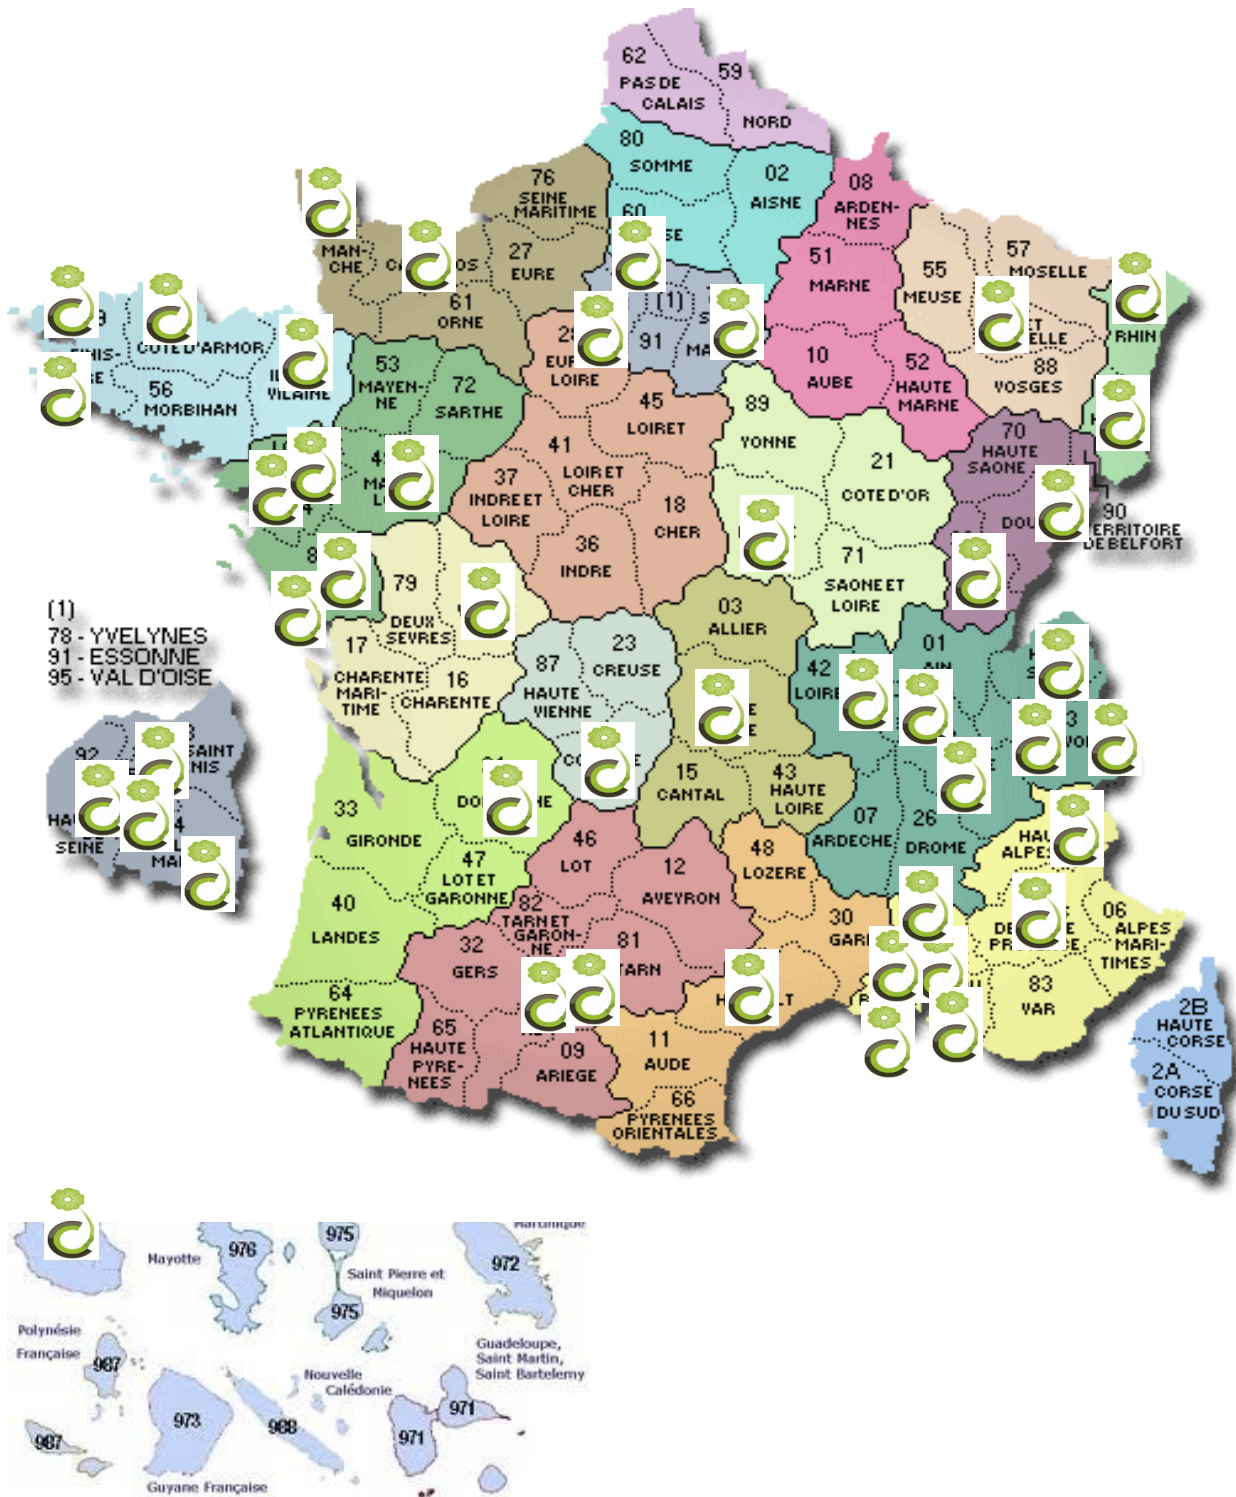 62
PAS DE
CALAIS
59
NORD
80
SOMME
02
AISNE
76
SEINE
MARITIME
60
08
ARDEN-
NES
27
EURE
MAN-
CHE
61
ORNE
51
MARNE
55
MEUSE
57
MOSELLE
(1)
91
RHIN
COTE D'ARMOR
56
MORBIHAN
VILAINE
53
MAYEN-
NE
72
SARTHE
LOIRE
10
AUBE
52
HAUTE
MARNE
88
VOSGES
45
LOIRET
89
YONNE
70
HAUTE
SAONE
41
LOIR ET
CHER
37
INDRE ET
LOIRE
18
CHER
21
COTE D'OR
90
TERRITOIRE
DE BELFORT
36
INDRE
71
SAONE ET
LOIRE
79
DEUX
SEVRES
03
ALLIER
(1)
78 - YVELYNES
91 - ESSONNE
95 - VAL D'OISE
17
CHARENTE
MARI-
TIME
16
CHARENTE
87
HAUTE
VIENNE
23
CREUSE
42
LOIRE
01
AIN
92
SEINE
33
GIRONDE
15
CANTAL
43
HAUTE
LOIRE
07
ARDECHE
26
DROME
46
LOT
47
LOT ET
GARONNE
12
AVEYRON
48
LOZERE
40
LANDES
82
TARN ET
GARON-
NE
32
GERS
81
TARN
30
06
ALPES
MARI-
TIMES
83
VAR
64
PYRENEES
ATLANTIQUE
65
HAUTE
PYRE-
NEES
09
ARIEGE
11
AUDE
66
PYRENEES
ORIENTALES
2B
HAUTE
CORSE
2A
CORSE
DU SUD
Mayotte
976
975
Saint Pierre et
Miquelon
975
Martinique
972
Polynésie
Française
987
987
973
Guyane Française
Nouvelle
Calédonie
988
Guadeloupe,
Saint Martin,
Saint Bartelemy
971
971